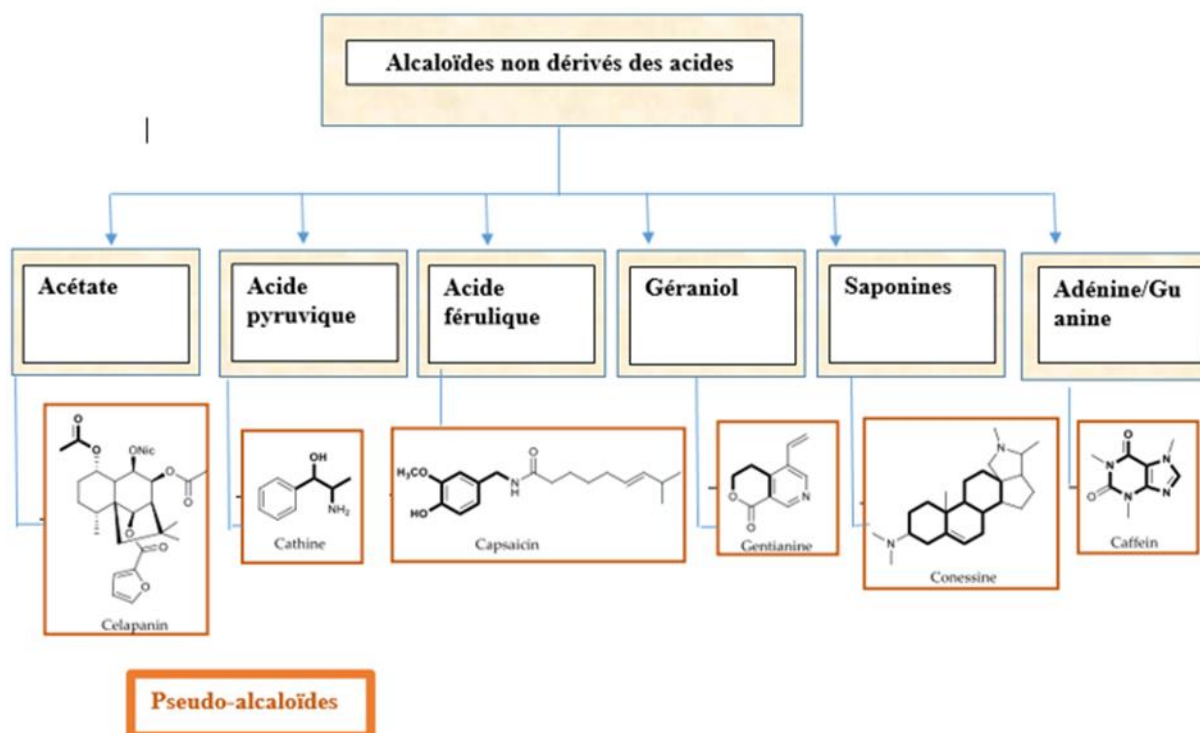 Alcaloïdes non dérivés des acides
Acétate
Acide
pyruvique
Acide
férulique
Géraniol
Saponines
Adénine/Gu
anine
O
O
ONic
O
O
O
O
O
Celapanin
OH
NH₂
Cathine
H₃CO
HO
O
N
H
Capsaicin
O
O
N
Gentianine
N
N
Conessine
O
N
N
O
N
N
Caffein
Pseudo-alcaloïdes